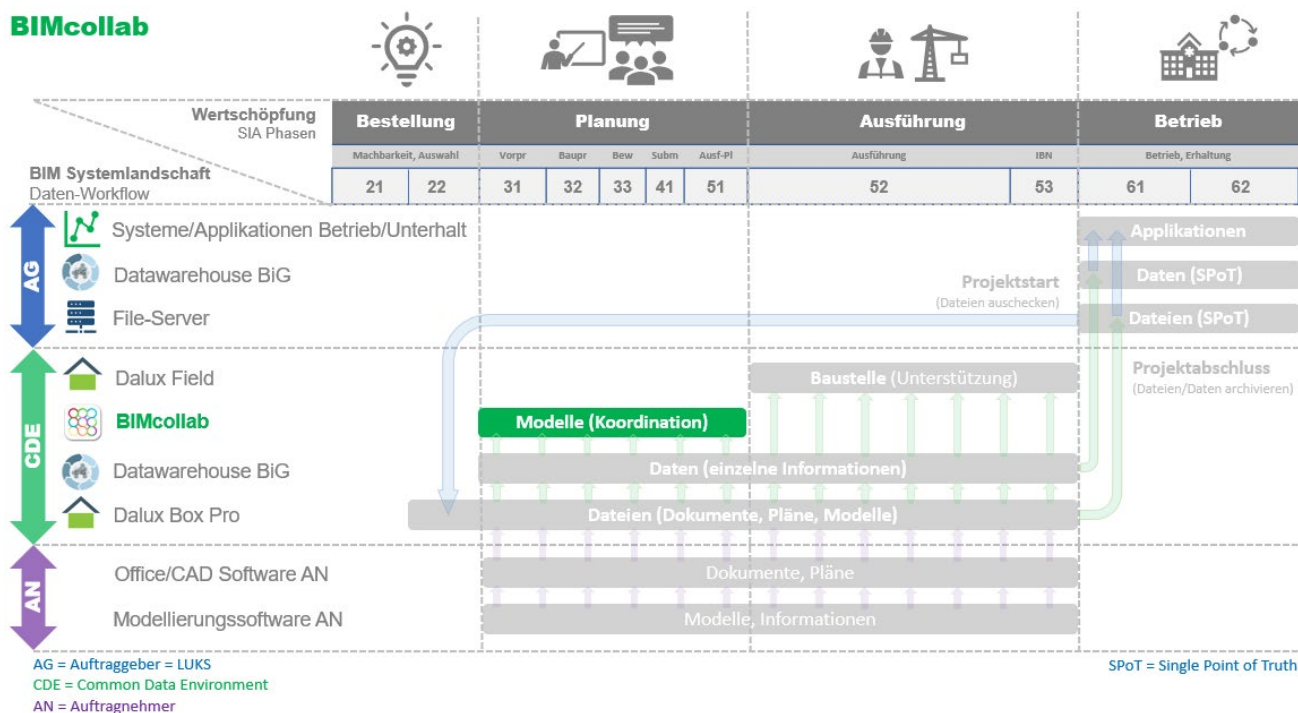 BIMcollab
Wertschöpfung
SIA Phasen
Bestellung
Planung
Ausführung
Betrieb
Machbarkeit, Auswahl
Vorpr
Baupr
Bew
Subm
Ausf-Pl
Ausführung
IBN
Betrieb, Erhaltung
BIM Systemlandschaft
Daten-Workflow
21
22
31
32
33
41
51
52
53
61
62
AG
Systeme/Applikationen Betrieb/Unterhalt
Applikationen
Datawarehouse BiG
Projektstart
(Dateien auschecken)
Daten (SPoT)
File-Server
Dateien (SPoT)
CDE
Dalux Field
Baustelle (Unterstützung)
Projektabschluss
(Dateien/Daten archivieren)
BIMcollab
Modelle (Koordination)
Datawarehouse BiG
Daten (einzelne Informationen)
Dalux Box Pro
Dateien (Dokumente, Pläne, Modelle)
AN
Office/CAD Software AN
Dokumente, Pläne
Modellierungssoftware AN
Modelle, Informationen
AG = Auftraggeber = LUKS
SPoT = Single Point of Truth
CDE = Common Data Environment
AN = Auftragnehmer